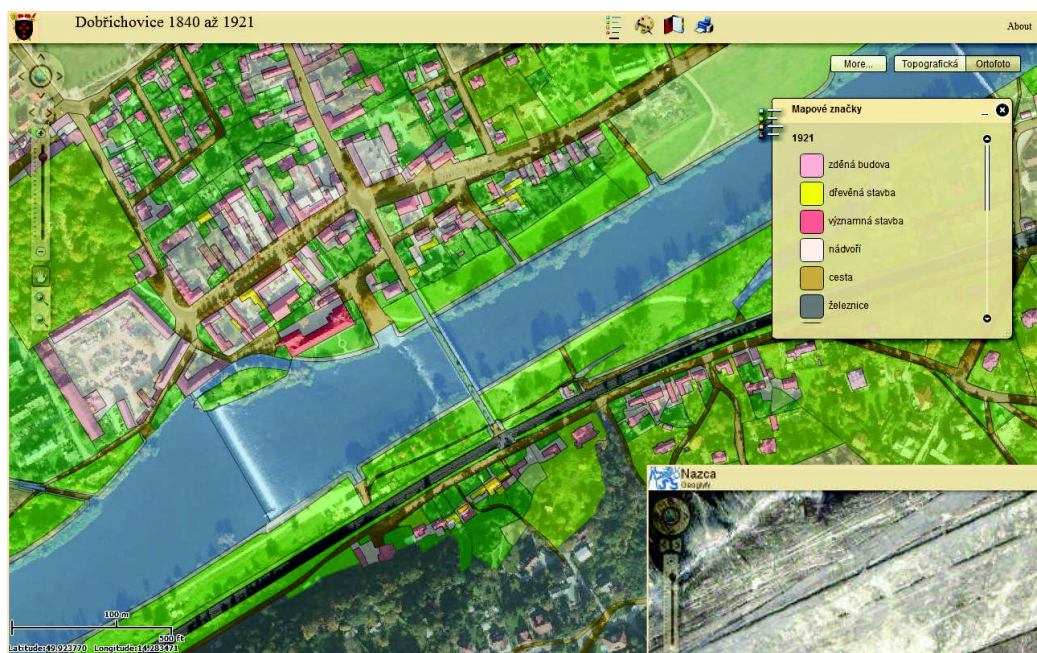 Dobřichovice 1840 až 1921
About
More...
Topografická
Ortofoto
Mapové značky
1921
zděná budova
dřevěná stavba
významná stavba
nádvoří
cesta
železnice
Nazca
Geoglyfy
100 m
500 ft
Latitude:49.923770 Longitude:14.283471